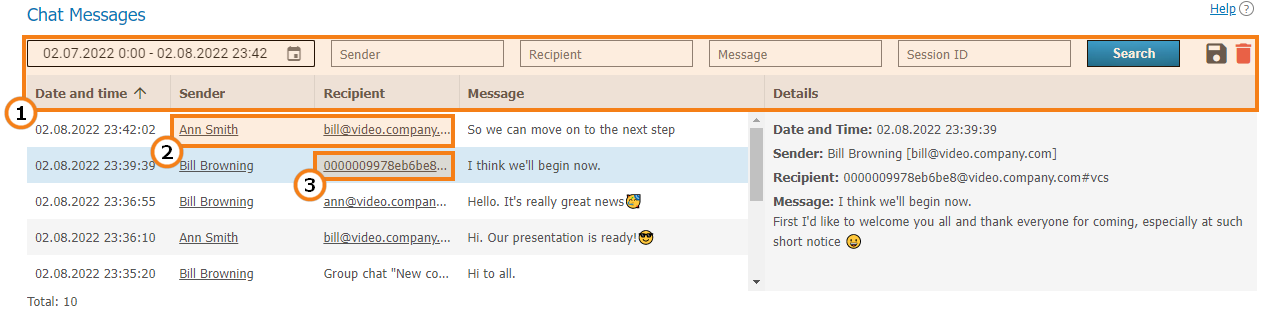 Chat Messages
Help ?
02.07.2022 0:00 - 02.08.2022 23:42 Sender Recipient Message Session ID Search
Date and time Sender Recipient Message Details
1
02.08.2022 23:42:02 Ann Smith bill@video.company.... So we can move on to the next step
2
02.08.2022 23:39:39 Bill Browning 0000009978eb6be8... I think we'll begin now.
3
02.08.2022 23:36:55 Bill Browning ann@video.compan... Hello. It's really great news🥳
02.08.2022 23:36:10 Ann Smith bill@video.company.... Hi. Our presentation is ready!😎
02.08.2022 23:35:20 Bill Browning Group chat "New co... Hi to all.
Date and Time: 02.08.2022 23:39:39
Sender: Bill Browning [bill@video.company.com]
Recipient: 0000009978eb6be8@video.company.com#vcs
Message: I think we'll begin now.
First I'd like to welcome you all and thank everyone for coming, especially at such
short notice 😉
Total: 10